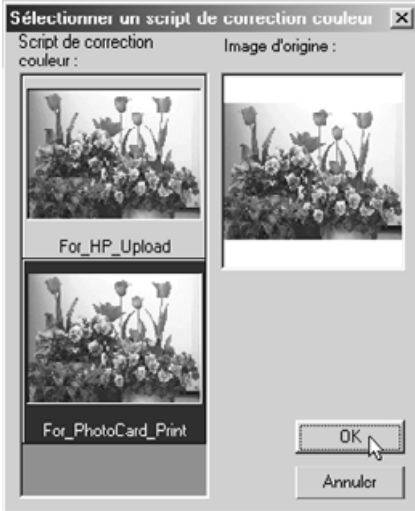 Sélectionner un script de correction couleur
Script de correction
couleur :
Image d'origine :
For_HP_Upload
For_PhotoCard_Print
OK
Annuler